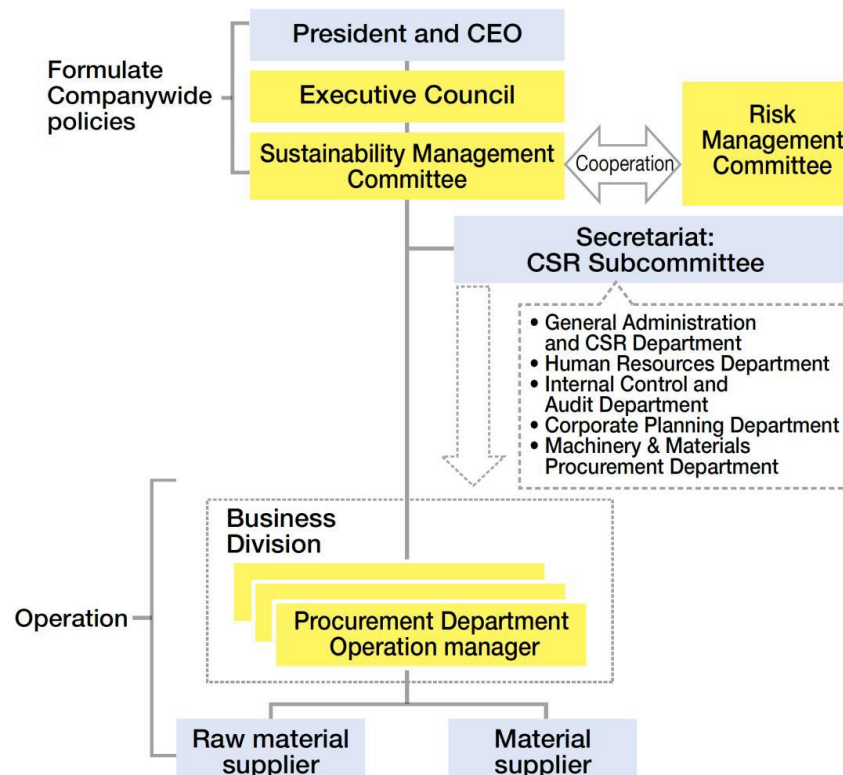 President and CEO
Formulate
Companywide
policies
Executive Council
Sustainability Management
Committee
Cooperation
Risk
Management
Committee
Secretariat:
CSR Subcommittee
• General Administration
and CSR Department
• Human Resources Department
• Internal Control and
Audit Department
• Corporate Planning Department
• Machinery & Materials
Procurement Department
Operation
Business
Division
Procurement Department
Operation manager
Raw material
supplier
Material
supplier